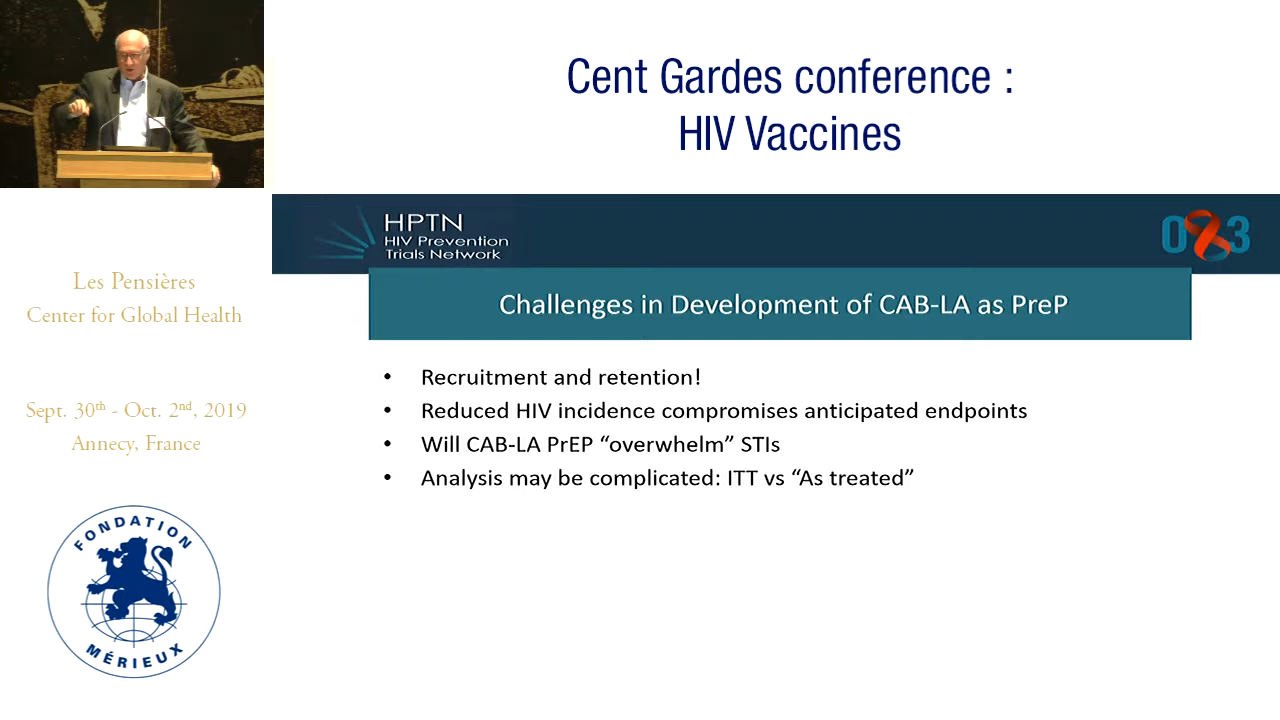 Cent Gardes conference :
HIV Vaccines
HPTN
HIV Prevention
Trials Network
083
Challenges in Development of CAB-LA as PreP
• Recruitment and retention!
• Reduced HIV incidence compromises anticipated endpoints
• Will CAB-LA PrEP “overwhelm” STIs
• Analysis may be complicated: ITT vs “As treated”
Les Pensières
Center for Global Health
Sept. 30th - Oct. 2nd, 2019
Annecy, France
FONDATION
MÉRIEUX